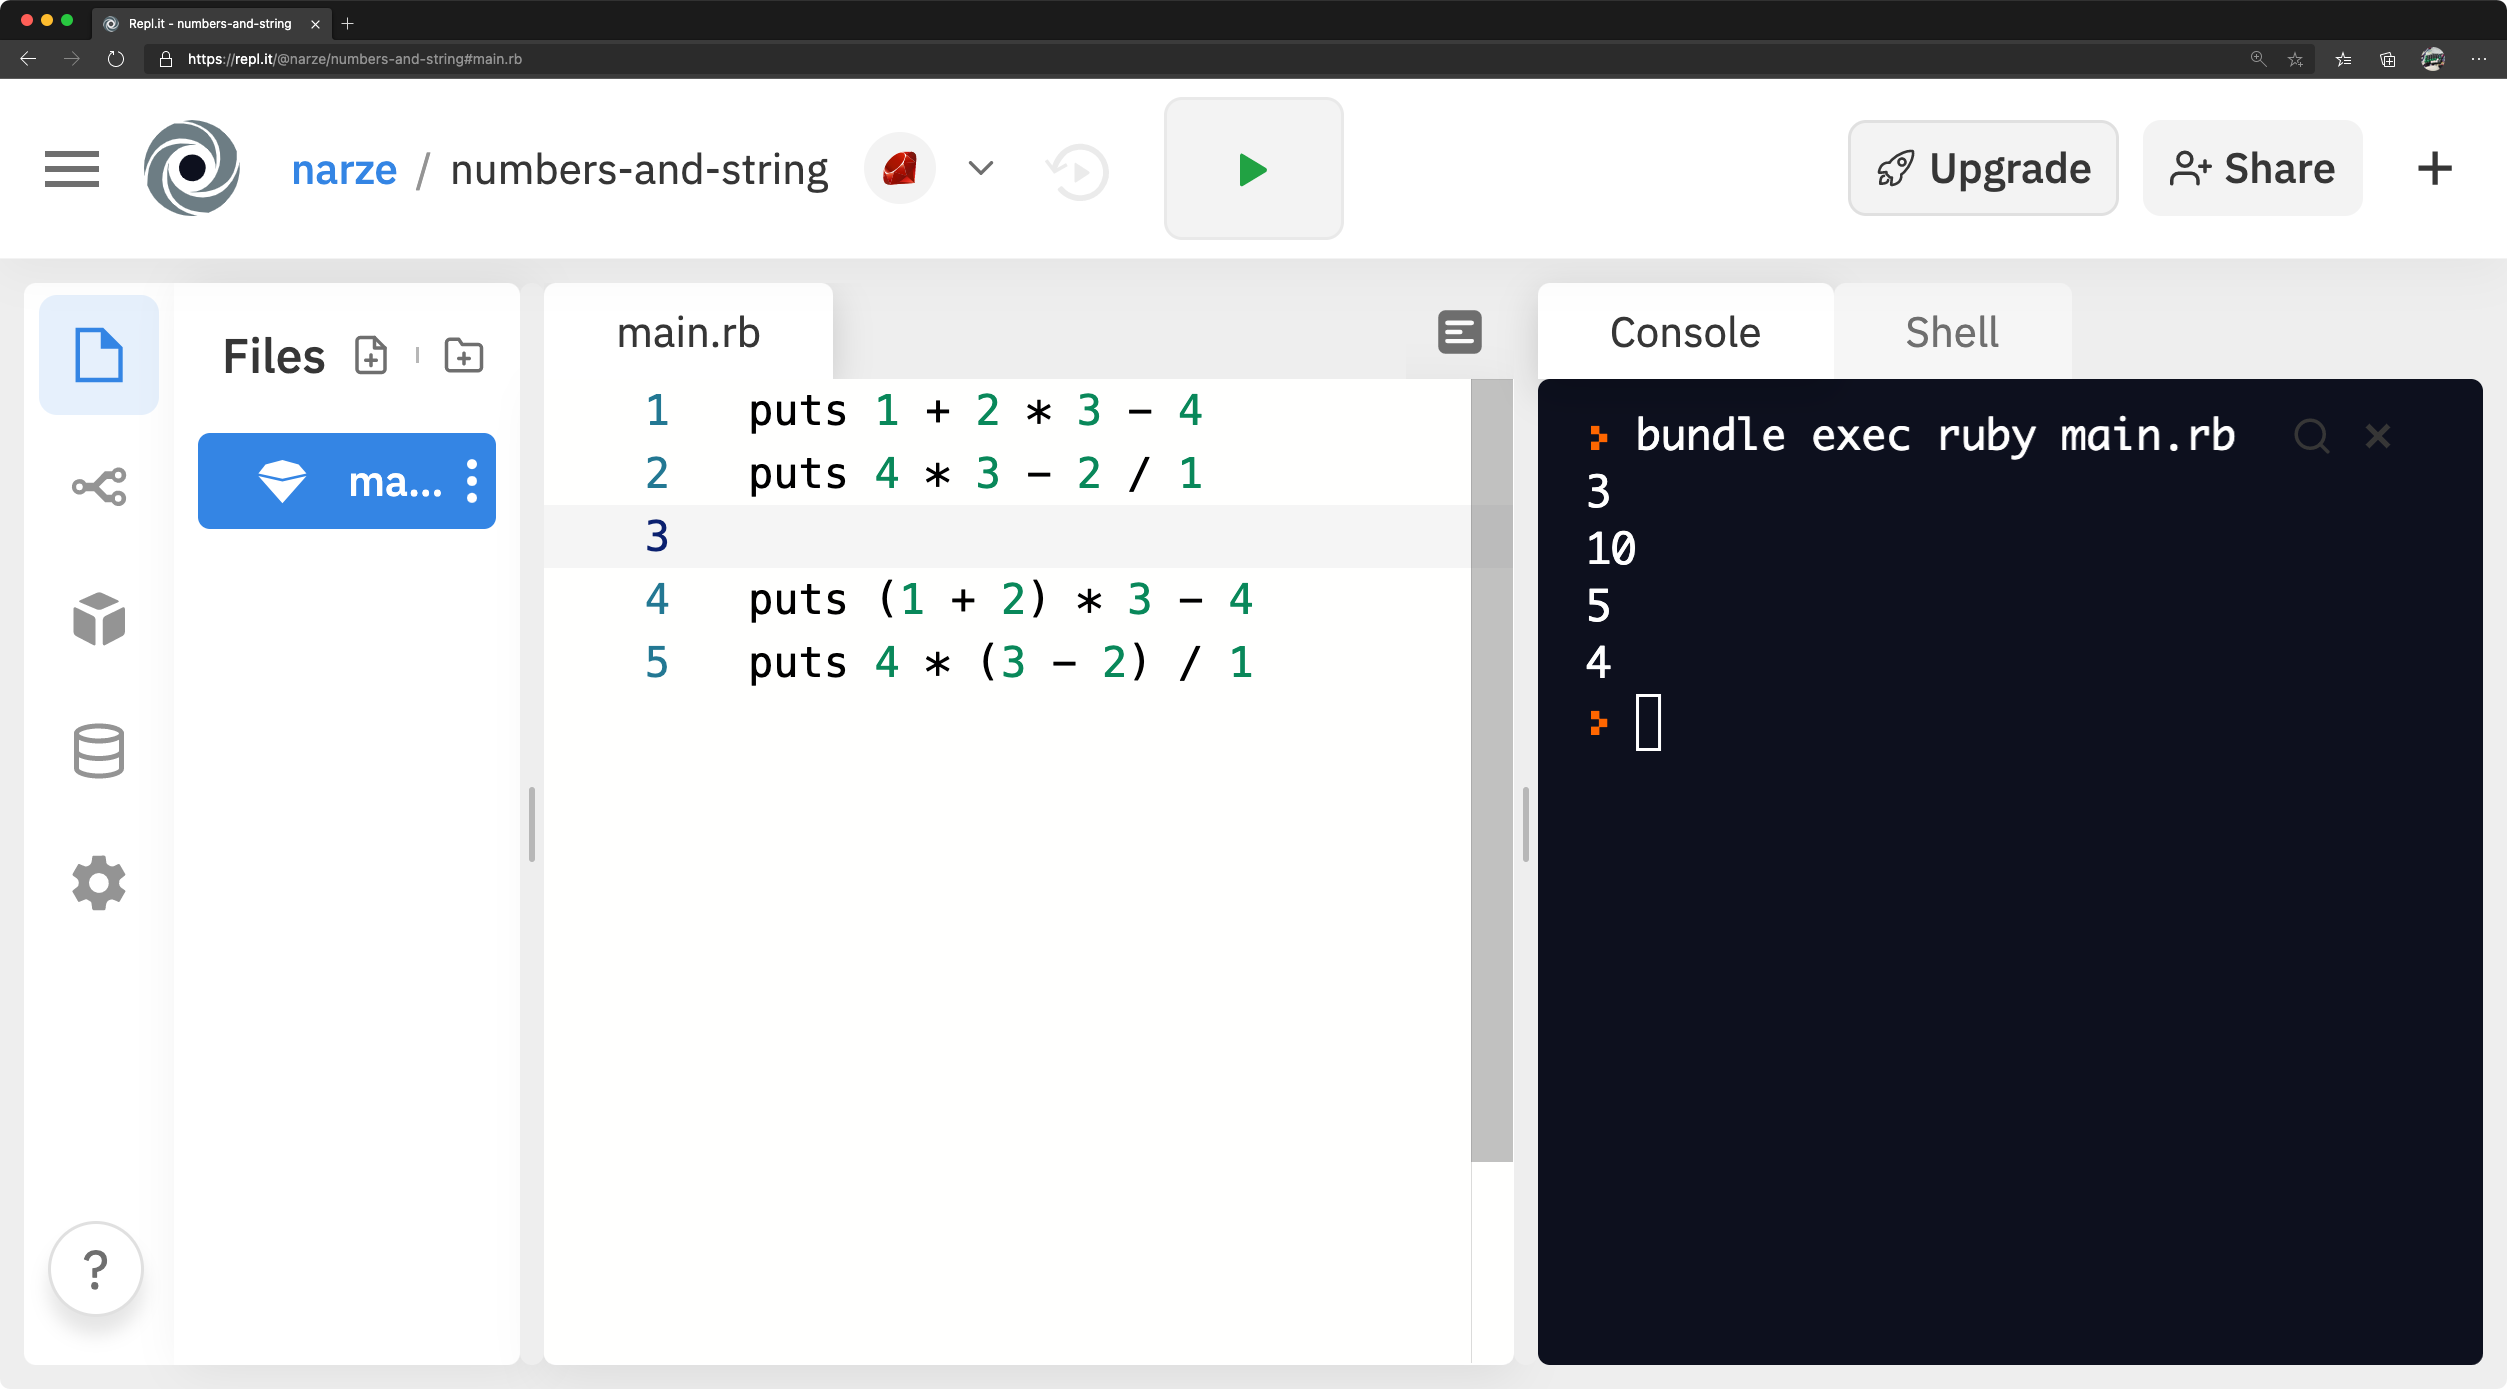 Repl.it - numbers-and-string
https://repl.it/@narze/numbers-and-string#main.rb
narze / numbers-and-string
Upgrade
Share
Files
ma...
main.rb
1 puts 1 + 2 * 3 - 4
2 puts 4 * 3 - 2 / 1
3
4 puts (1 + 2) * 3 - 4
5 puts 4 * (3 - 2) / 1
Console
Shell
bundle exec ruby main.rb
3
10
5
4
?